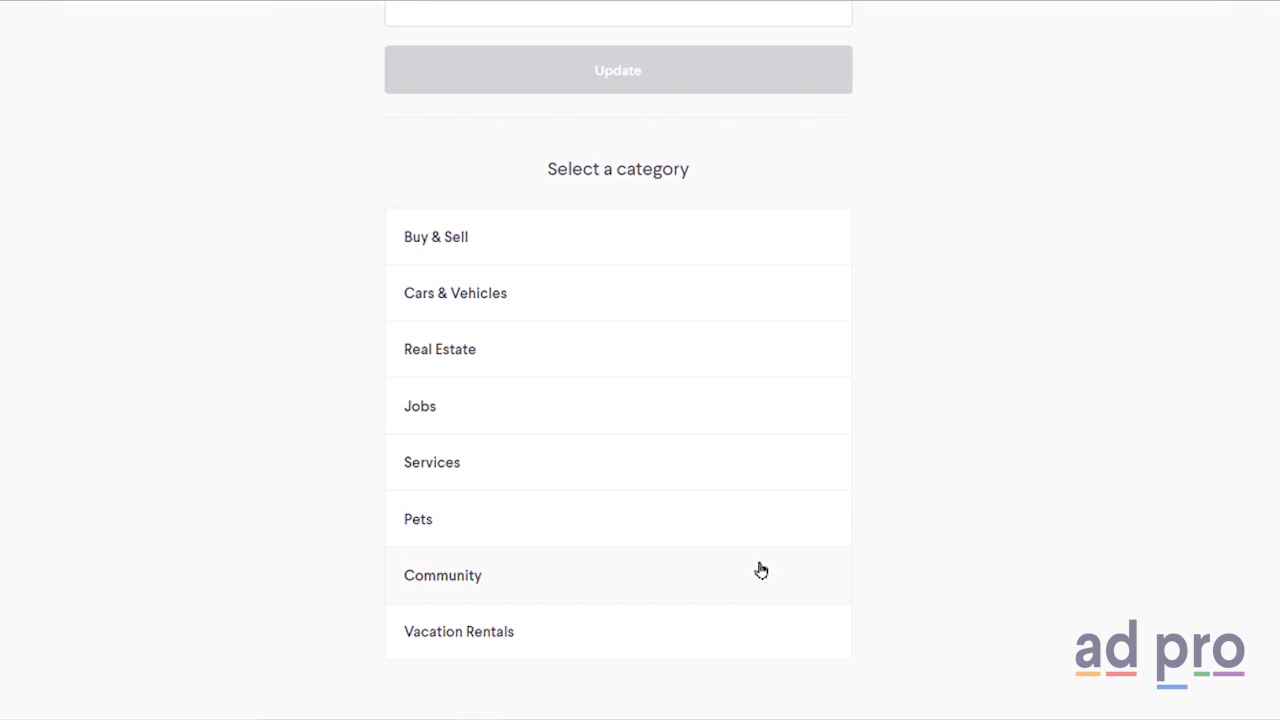 Update
Select a category
Buy & Sell
Cars & Vehicles
Real Estate
Jobs
Services
Pets
Community
Vacation Rentals
ad pro